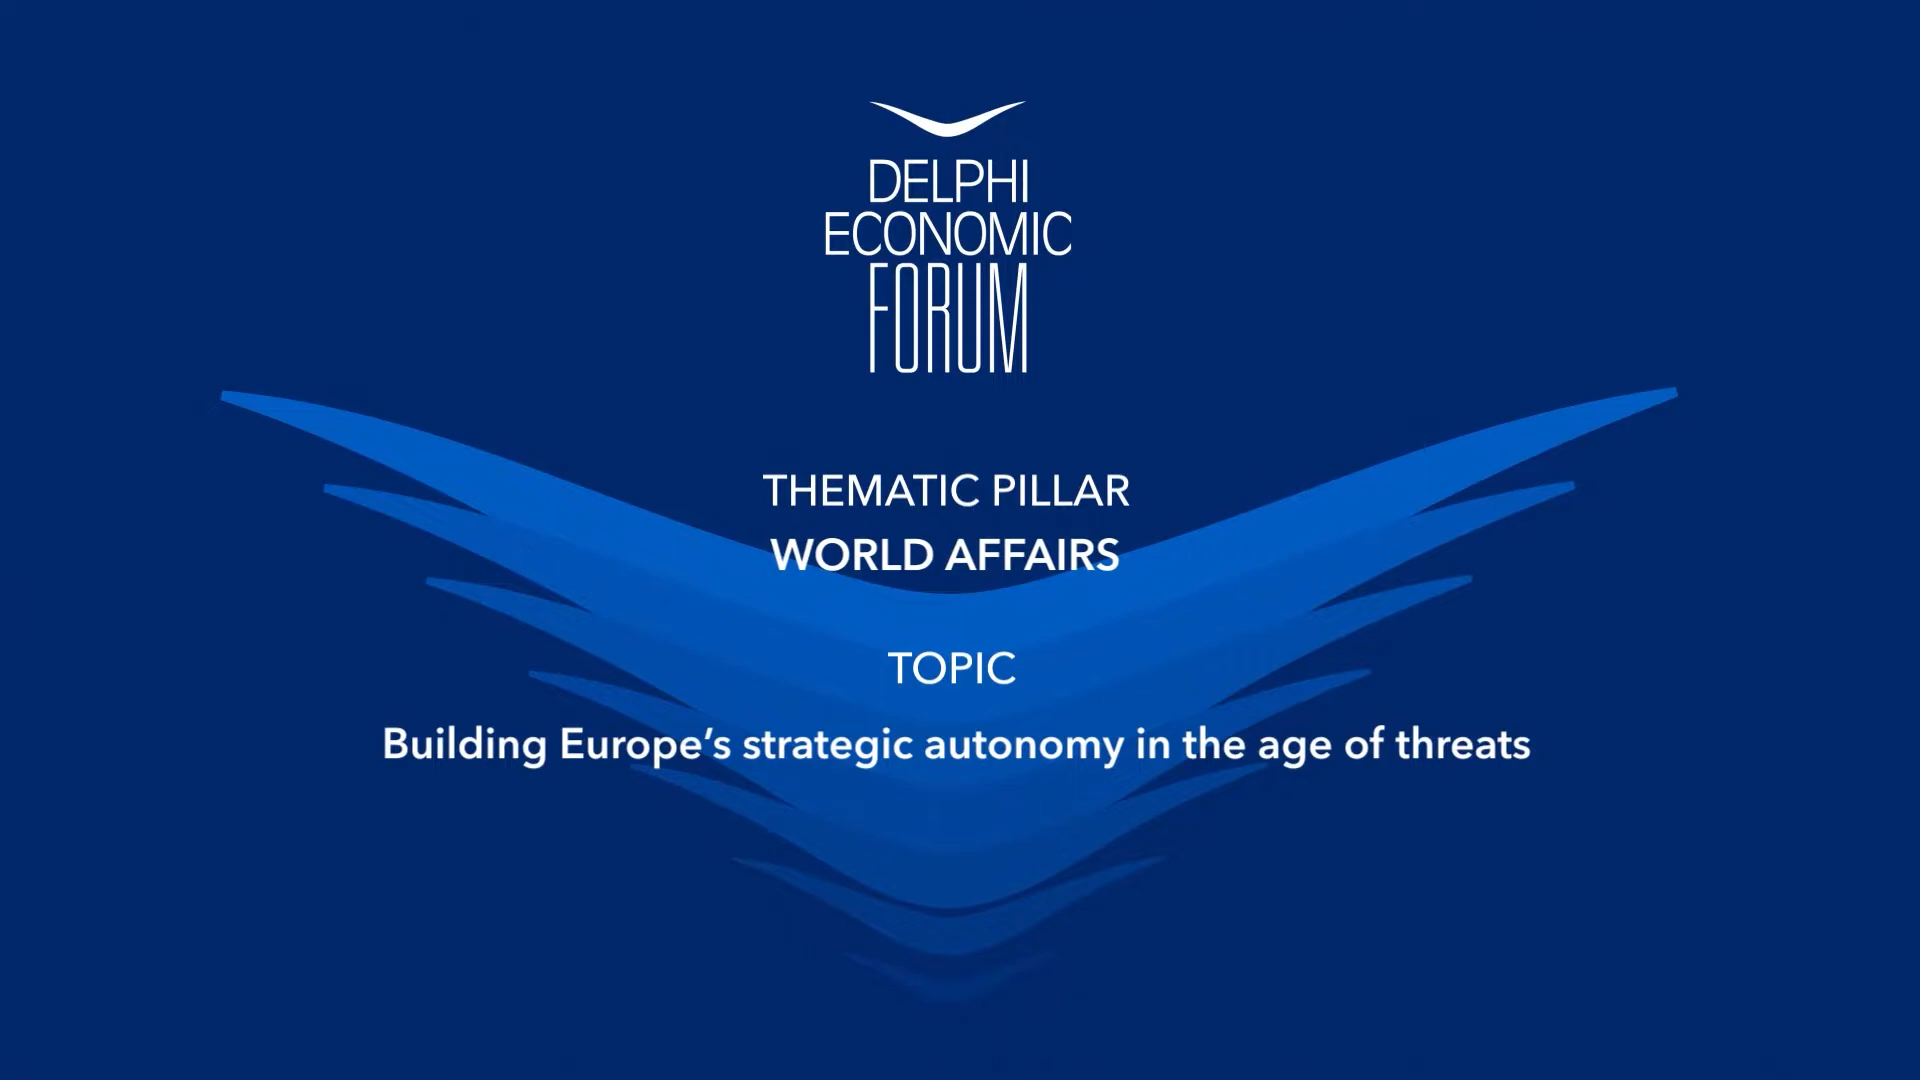 DELPHI
ECONOMIC
FORUM
THEMATIC PILLAR
WORLD AFFAIRS
TOPIC
Building Europe’s strategic autonomy in the age of threats